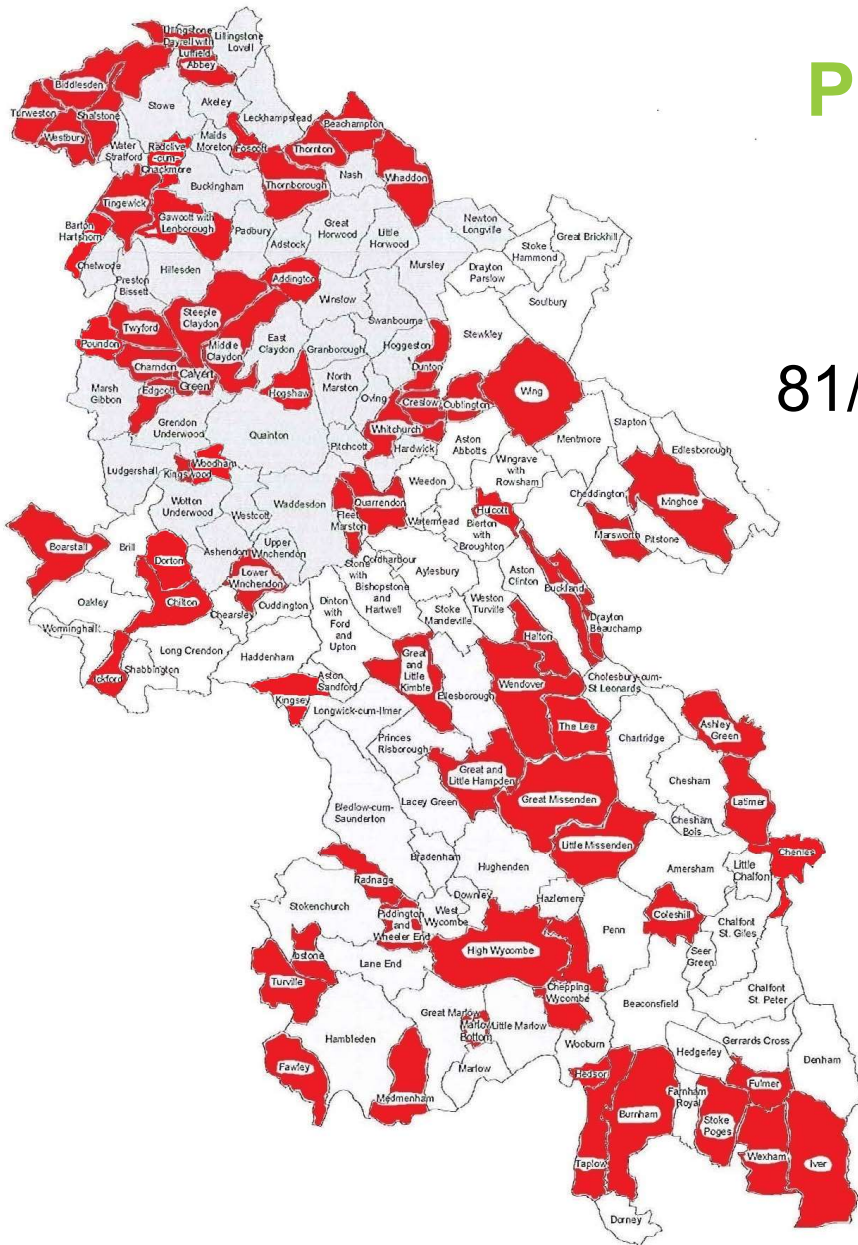 P
81/
Lillingstone
Dayrell with
Luffield
Abbey
Lillingstone
Lovell
Biddlesden
Stowe
Akeley
Leckhampstead
Turweston
Shalstone
Westbury
Water
Stratford
Radclive
-cum-
Chackmore
Maids
Moreton
Foscott
Beachampton
Thornton
Buckingham
Thornborough
Nash
Whaddon
Tingewick
Gawcott with
Lenborough
Barton
Hartshorn
Chetwode
Preston
Bissett
Hillesden
Padbury
Adstock
Great
Horwood
Little
Horwood
Newton
Longville
Mursley
Drayton
Parslow
Stoke
Hammond
Great Brickhill
Soulbury
Addington
Winslow
Steeple
Claydon
Twyford
Poundon
Middle
Claydon
East
Claydon
Granborough
Swanbourne
Hoggeston
Stewkley
Charndon
Calvert
Green
Edgcott
Marsh
Gibbon
Hogshaw
North
Marston
Oving
Dunton
Creslow
Cublington
Wing
Grendon
Underwood
Quainton
Pitchcott
Whitchurch
Hardwick
Aston
Abbotts
Mentmore
Slapton
Edlesborough
Wingrave
with
Rowsham
Ludgershall
Woodham
Kingswood
Weedon
Cheddington
Ivinghoe
Wotton
Underwood
Westcott
Waddesdon
Fleet
Marston
Quarrendon
Watermead
Hulcott
Bierton
with
Broughton
Marsworth
Pitstone
Boarstall
Brill
Dorton
Ashendon
Upper
Winchendon
Lower
Winchendon
Stone
with
Bishopstone
and
Hartwell
Coldharbour
Aylesbury
Aston
Clinton
Buckland
Drayton
Beauchamp
Oakley
Chilton
Chearsley
Cuddington
Dinton
with
Ford
and
Upton
Stoke
Mandeville
Weston
Turville
Halton
Worminghall
Long Crendon
Shabbington
Ickford
Haddenham
Aston
Sandford
Kingsey
Longwick-cum-Ilmer
Great
and
Little
Kimble
Ellesborough
Wendover
Cholesbury-cum-
St Leonards
The Lee
Chartridge
Ashley
Green
Princes
Risborough
Great and
Little Hampden
Great Missenden
Chesham
Latimer
Chesham
Bois
Bledlow-cum-
Saunderton
Lacey Green
Little Missenden
Chenies
Bradenham
Hughenden
Amersham
Little
Chalfont
Radnage
Stokenchurch
Piddington
and
Wheeler End
West
Wycombe
Downley
Hazlemere
Coleshill
Penn
Chalfont
St. Giles
Seer
Green
High Wycombe
Ibstone
Lane End
Turville
Chepping
Wycombe
Beaconsfield
Chalfont
St. Peter
Hambleden
Great Marlow
Marlow
Bottom
Little Marlow
Marlow
Wooburn
Hedgerley
Gerrards Cross
Denham
Fawley
Medmenham
Hedsor
Burnham
Farnham
Royal
Stoke
Poges
Fulmer
Taplow
Wexham
Iver
Dorney